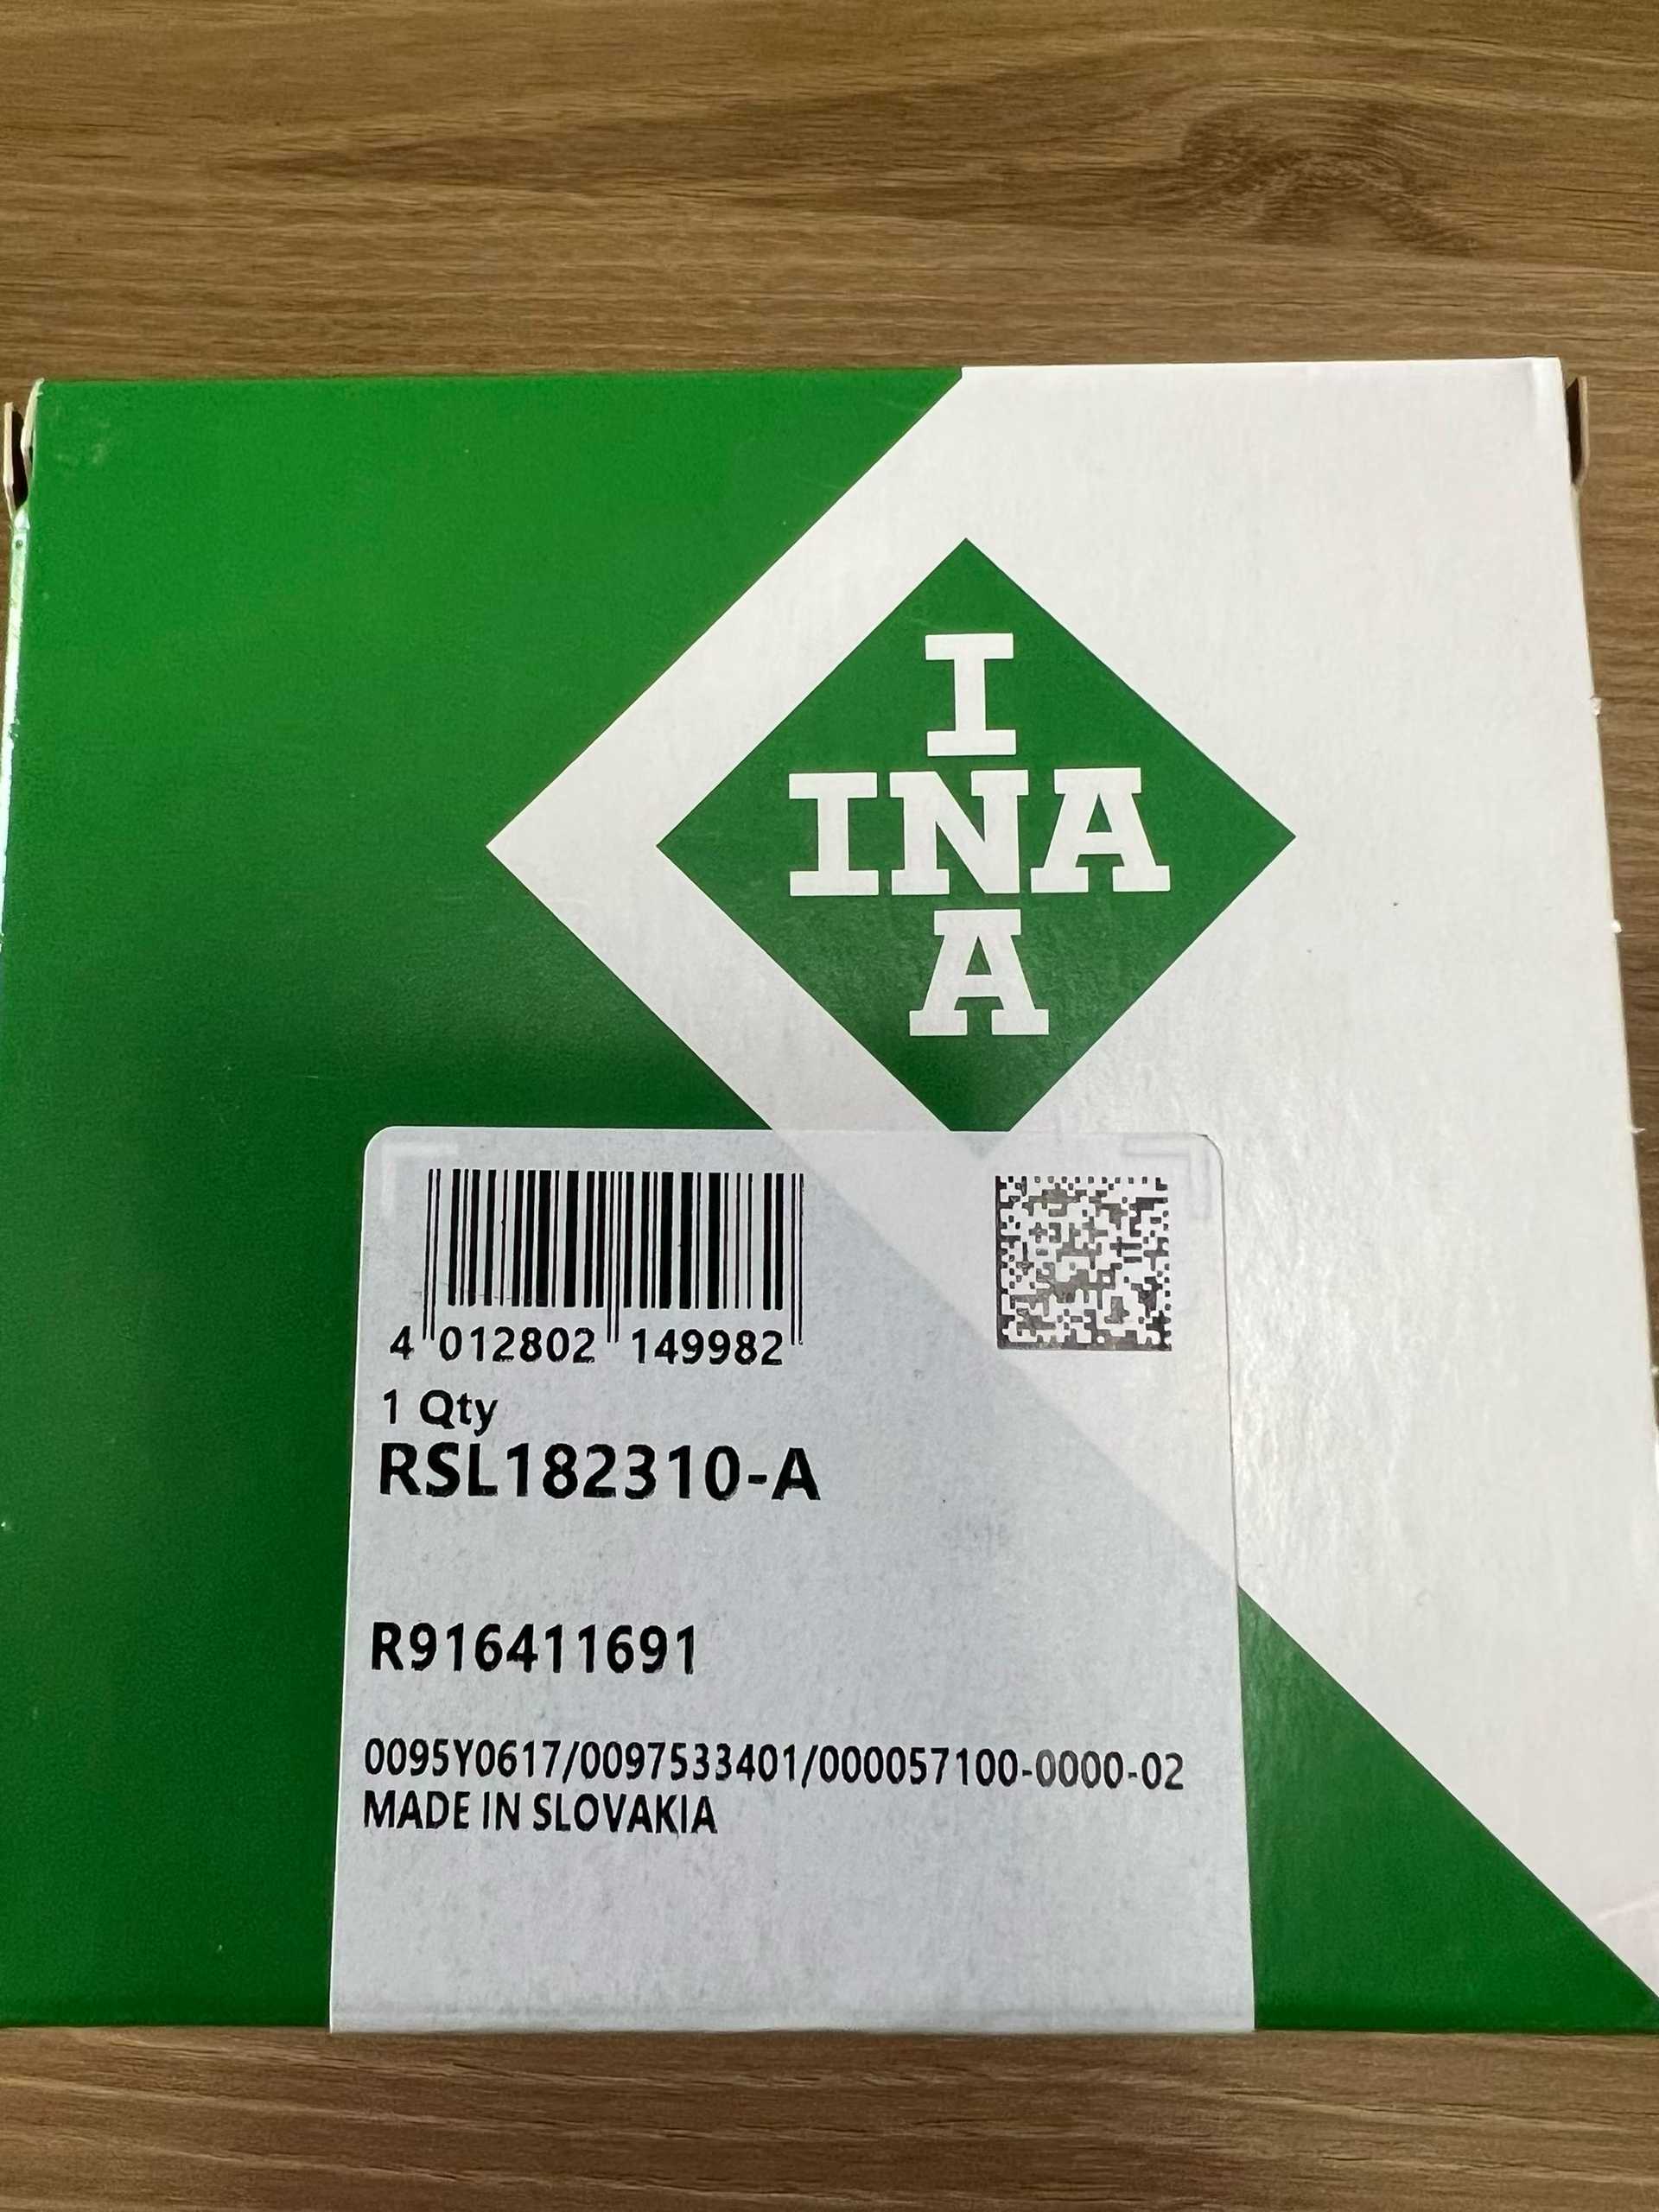 I
INA
A
4 012802 149982
1 Qty
RSL182310-A
R916411691
0095Y0617/0097533401/000057100-0000-02
MADE IN SLOVAKIA